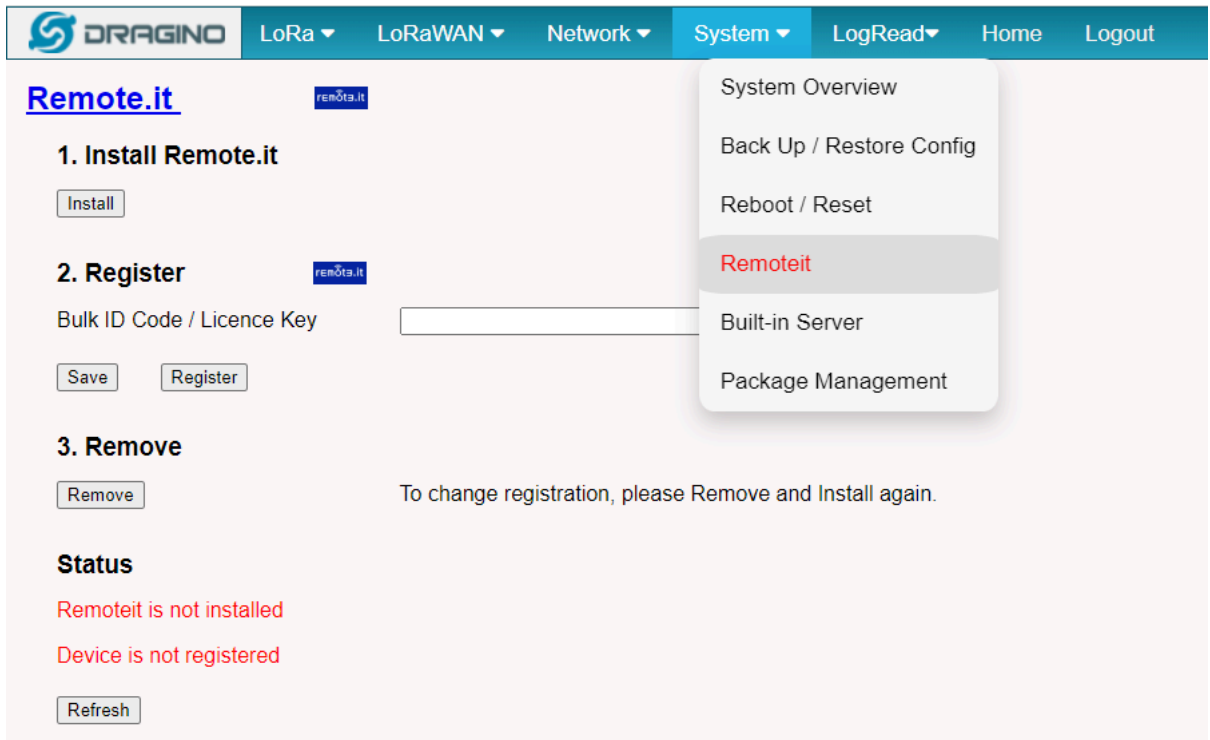 DRAGINO LoRa LoRaWAN Network System LogRead Home Logout
Remote.it remote.it
System Overview
Back Up / Restore Config
Reboot / Reset
Remoteit
Built-in Server
Package Management
1. Install Remote.it
Install
2. Register remote.it
Bulk ID Code / Licence Key
Save Register
3. Remove
Remove To change registration, please Remove and Install again.
Status
Remoteit is not installed
Device is not registered
Refresh